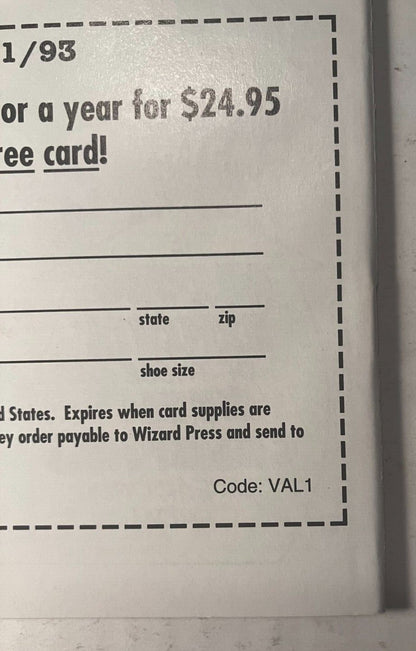 1/93
or a year for $24.95
ree card!
state zip
shoe size
d States. Expires when card supplies are
ey order payable to Wizard Press and send to
Code: VAL1